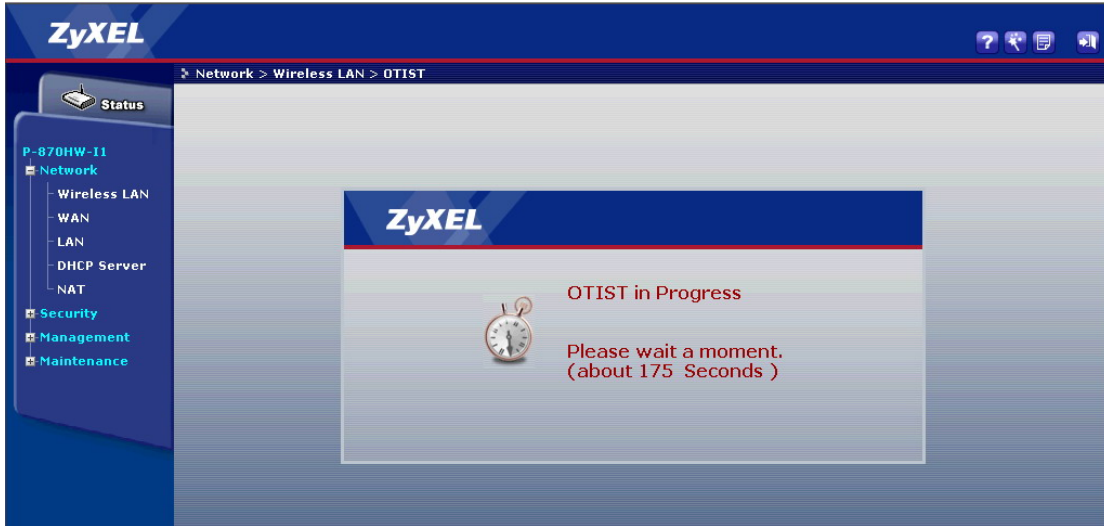 ZyXEL
?
Network > Wireless LAN > OTIST
Status
P-870HW-I1
Network
Wireless LAN
WAN
LAN
DHCP Server
NAT
Security
Management
Maintenance
ZyXEL
OTIST in Progress
Please wait a moment.
(about 175 Seconds )